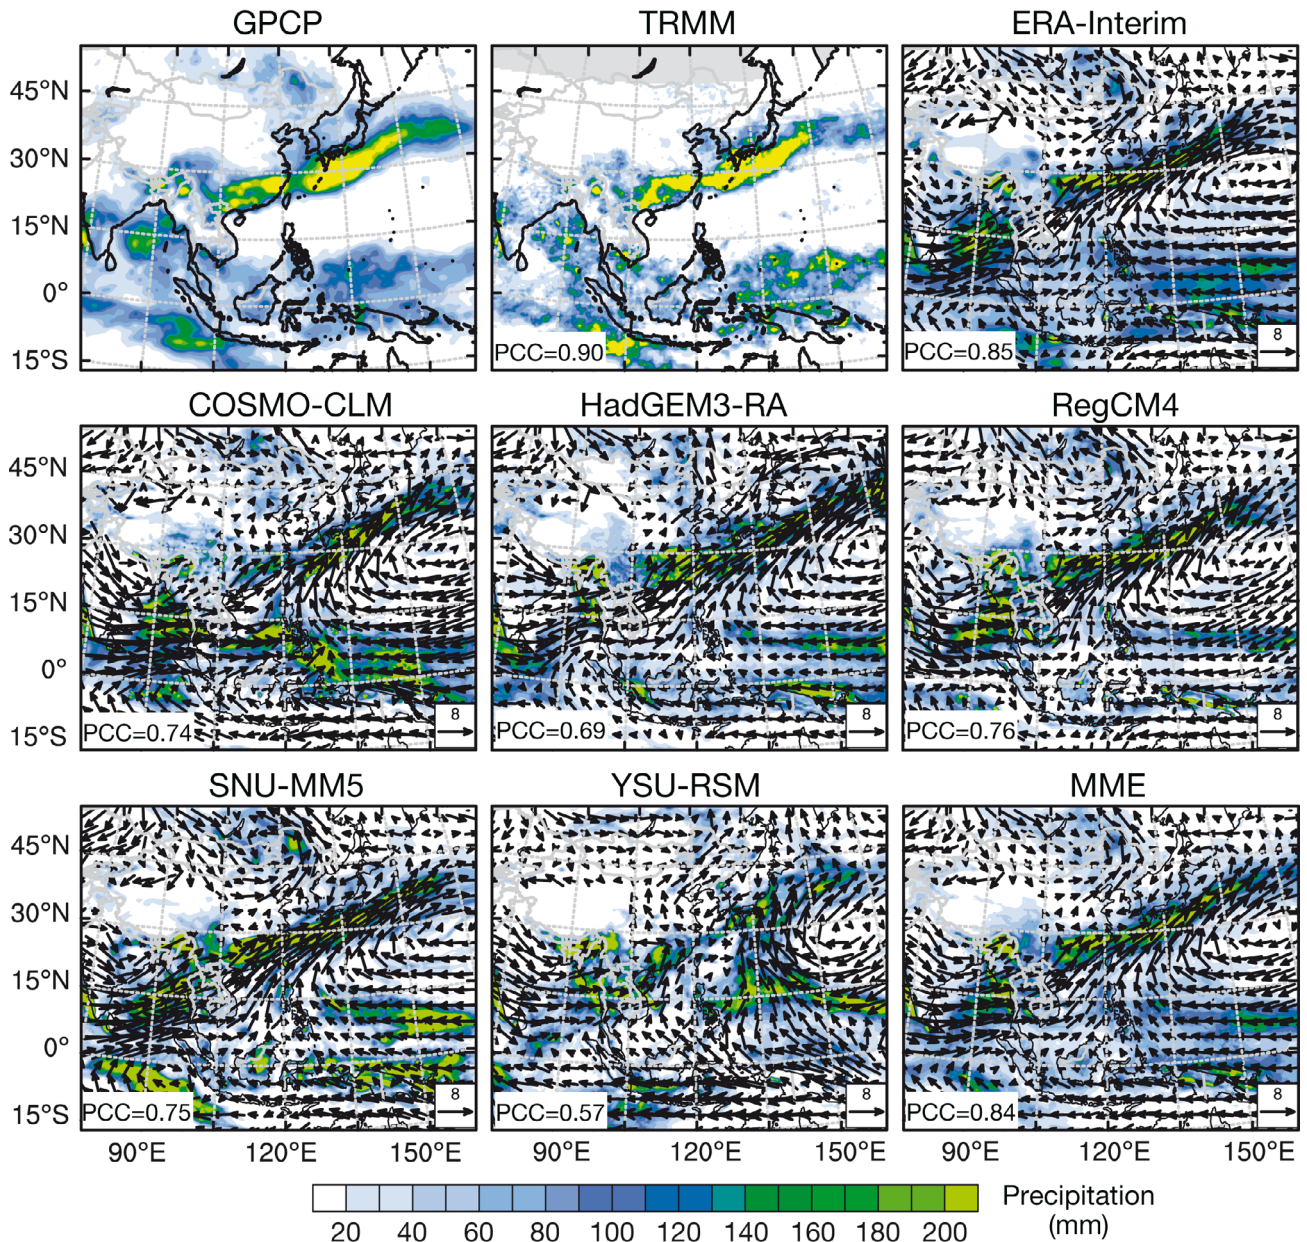 GPCP TRMM ERA-Interim
45°N
30°N
15°N
0°
15°S
PCC=0.90 PCC=0.85 8
COSMO-CLM HadGEM3-RA RegCM4
45°N
30°N
15°N
0°
15°S
PCC=0.74 8 PCC=0.69 8 PCC=0.76 8
SNU-MM5 YSU-RSM MME
45°N
30°N
15°N
0°
15°S
PCC=0.75 8 PCC=0.57 8 PCC=0.84 8
90°E 120°E 150°E 90°E 120°E 150°E 90°E 120°E 150°E
20 40 60 80 100 120 140 160 180 200
Precipitation
(mm)